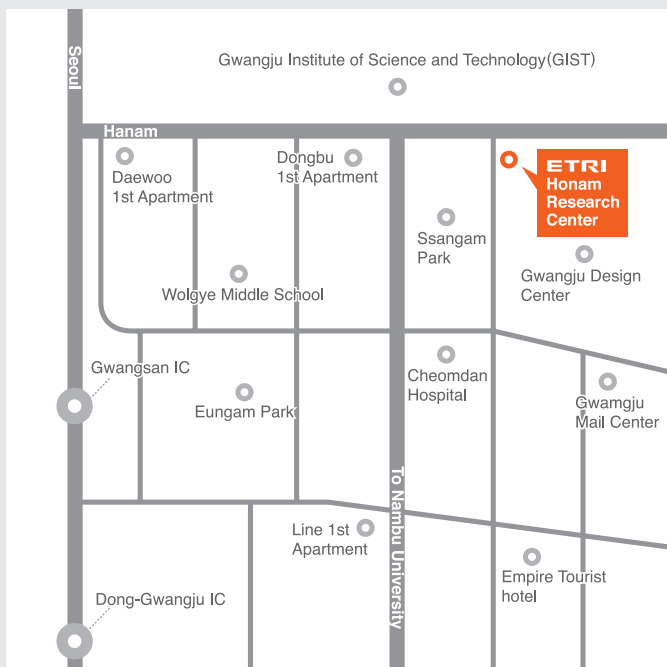 Seoul
Gwangju Institute of Science and Technology(GIST)
Hanam
Daewoo
1st Apartment
Dongbu
1st Apartment
ETRI
Honam
Research
Center
Ssangam
Park
Gwangju Design
Center
Wolgye Middle School
Gwangsan IC
Cheomdan
Hospital
Eungam Park
Gwamgju
Mail Center
To Nambu University
Line 1st
Apartment
Empire Tourist
hotel
Dong-Gwangju IC